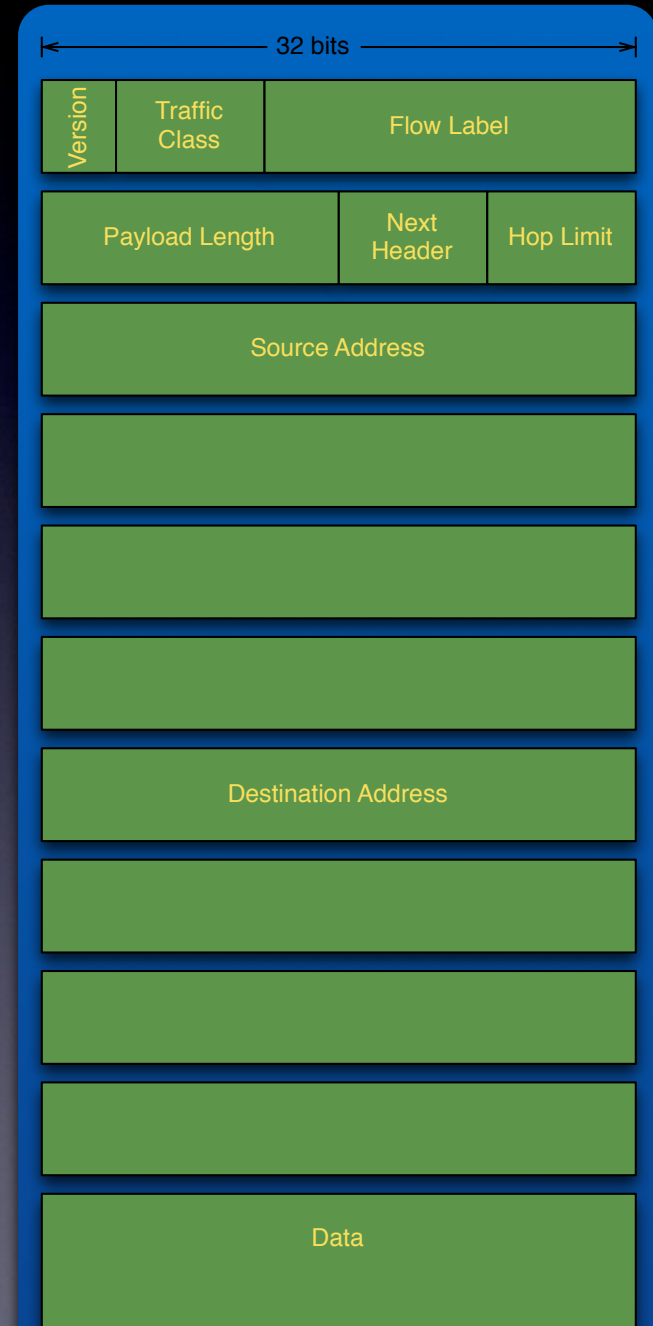 32 bits
Version
Traffic
Class
Flow Label
Payload Length
Next
Header
Hop Limit
Source Address
Destination Address
Data